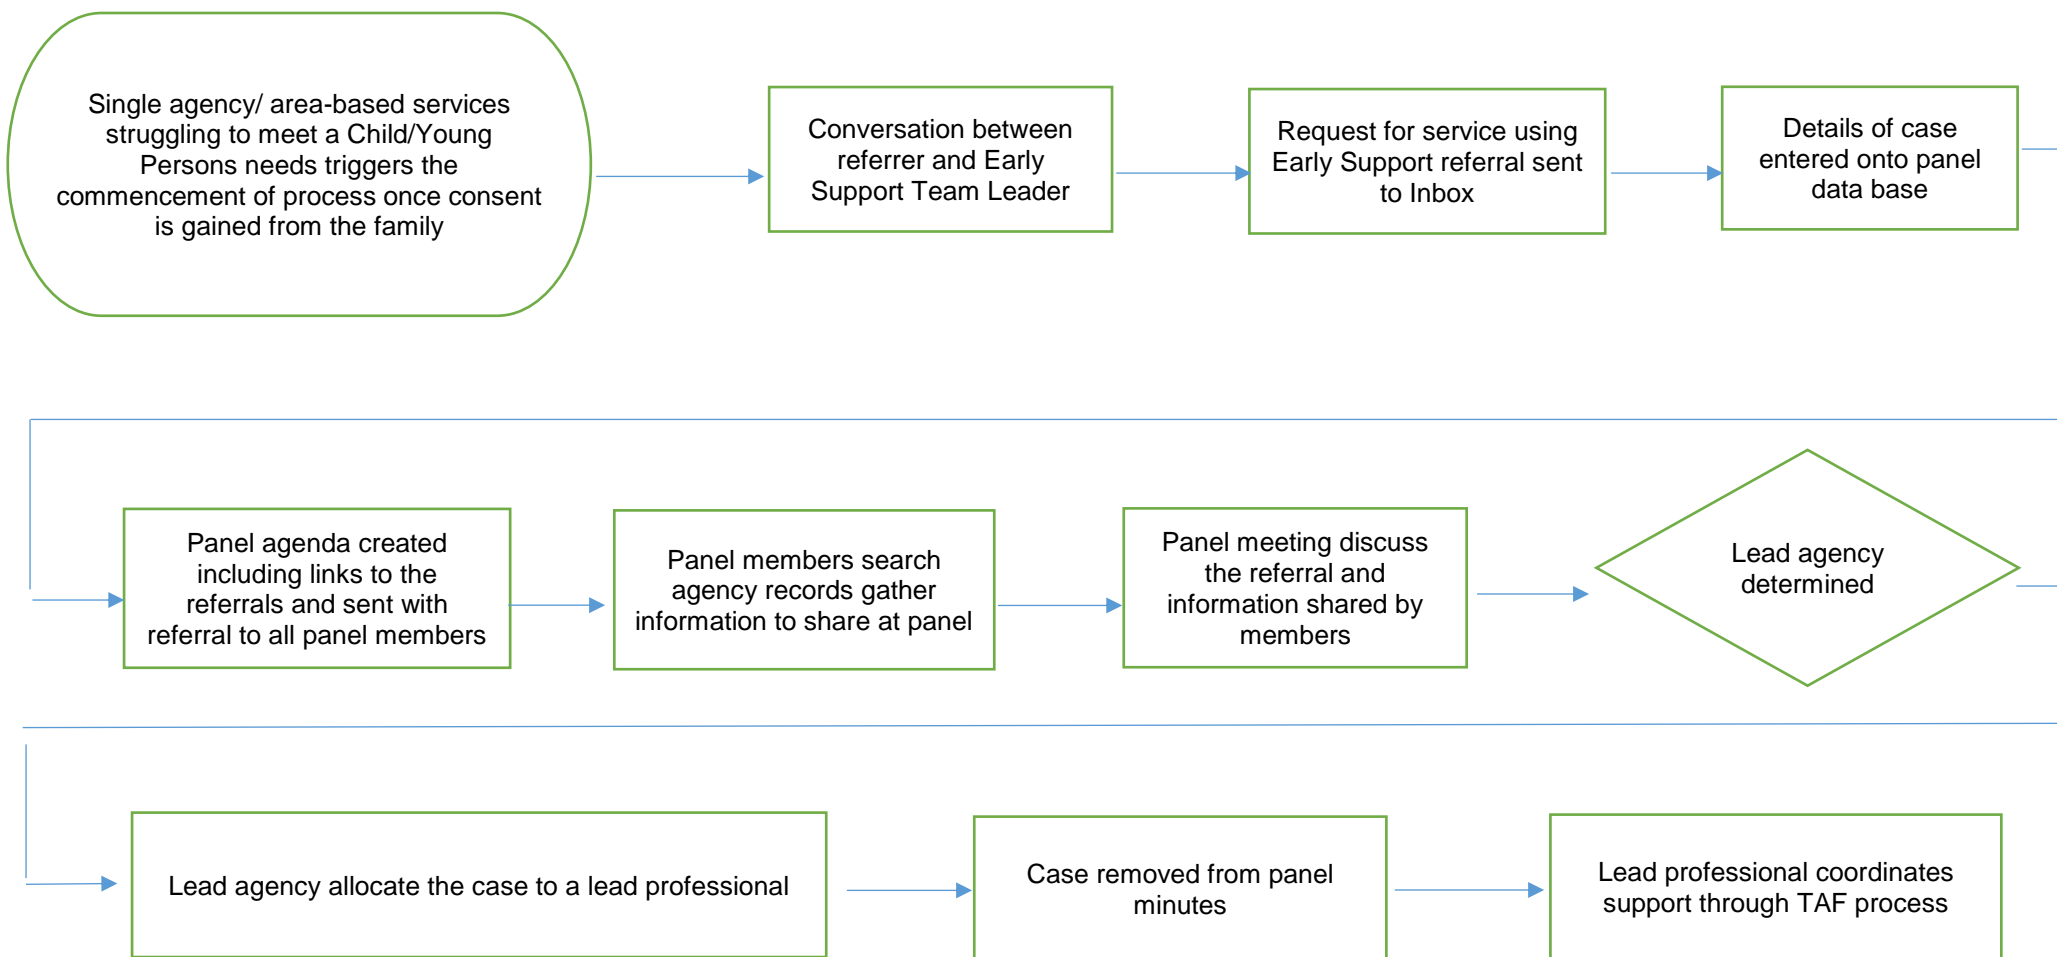 Single agency/ area-based services
struggling to meet a Child/Young
Persons needs triggers the
commencement of process once consent
is gained from the family
Conversation between
referrer and Early
Support Team Leader
Request for service using
Early Support referral sent
to Inbox
Details of case
entered onto panel
data base
Panel agenda created
including links to the
referrals and sent with
referral to all panel members
Panel members search
agency records gather
information to share at panel
Panel meeting discuss
the referral and
information shared by
members
Lead agency
determined
Lead agency allocate the case to a lead professional
Case removed from panel
minutes
Lead professional coordinates
support through TAF process